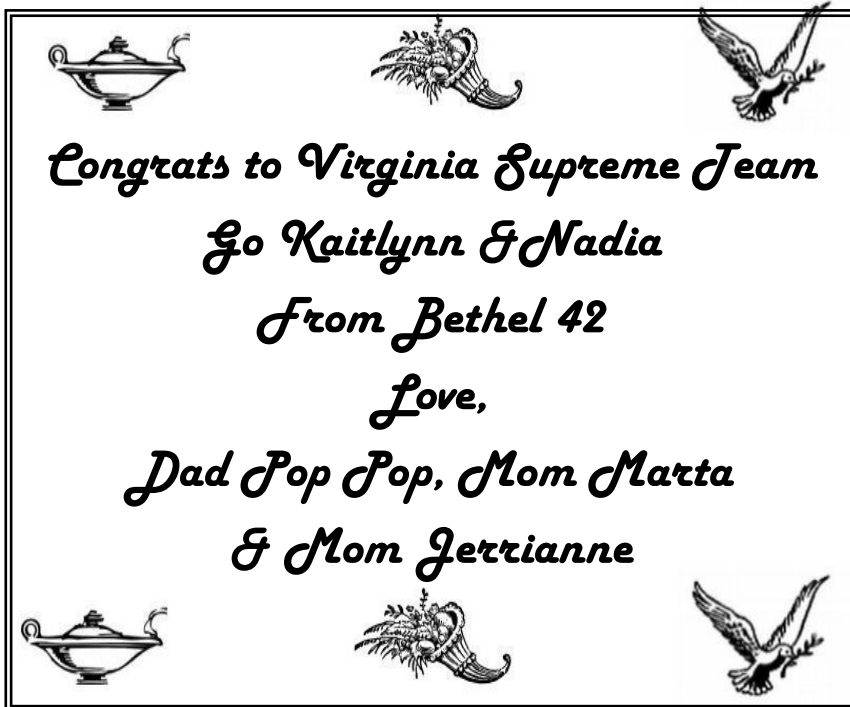 Congrats to Virginia Supreme Team
Go Kaitlynn &Nadia
From Bethel 42
Love,
Dad Pop Pop, Mom Marta
& Mom Jerrianne